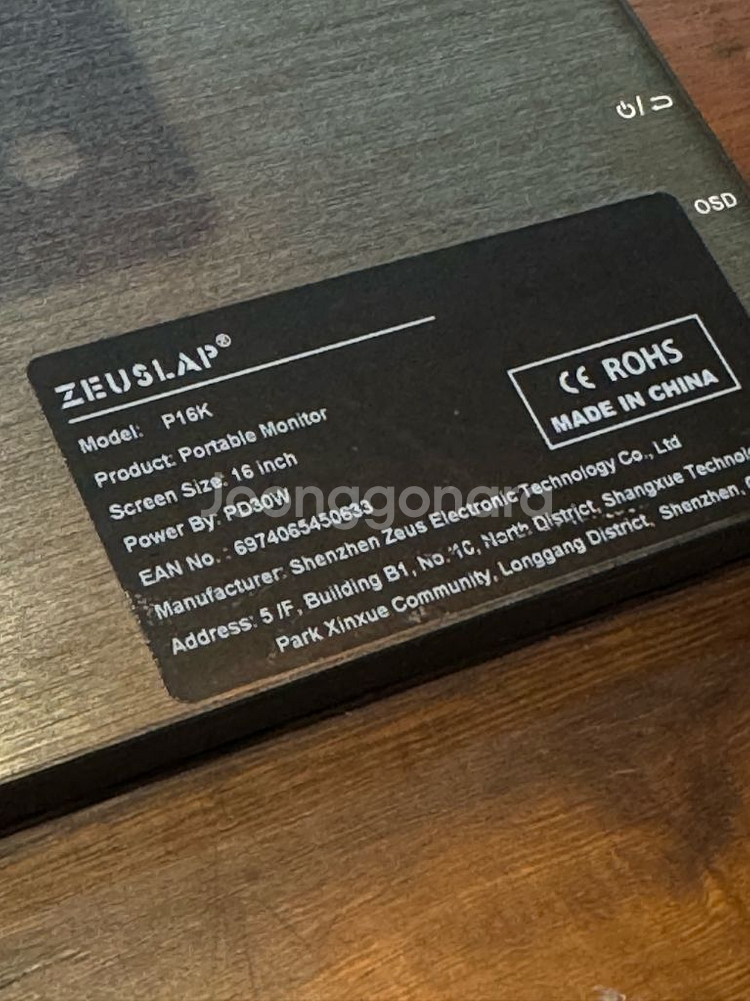 OSD
ZEUSLAP®
CE ROHS
MADE IN CHINA
Model: P16K
Product: Portable Monitor
Screen Size: 16 inch
Power By: PD30W
EAN No.: 6974065450633
Manufacturer: Shenzhen Zeus Electronic Technology Co., Ltd
Address: 5 /F, Building B1, No. 1C, North District, Shangxue
Park Xinxue Community, Longgang District, Shenzhen,
Joonggonara